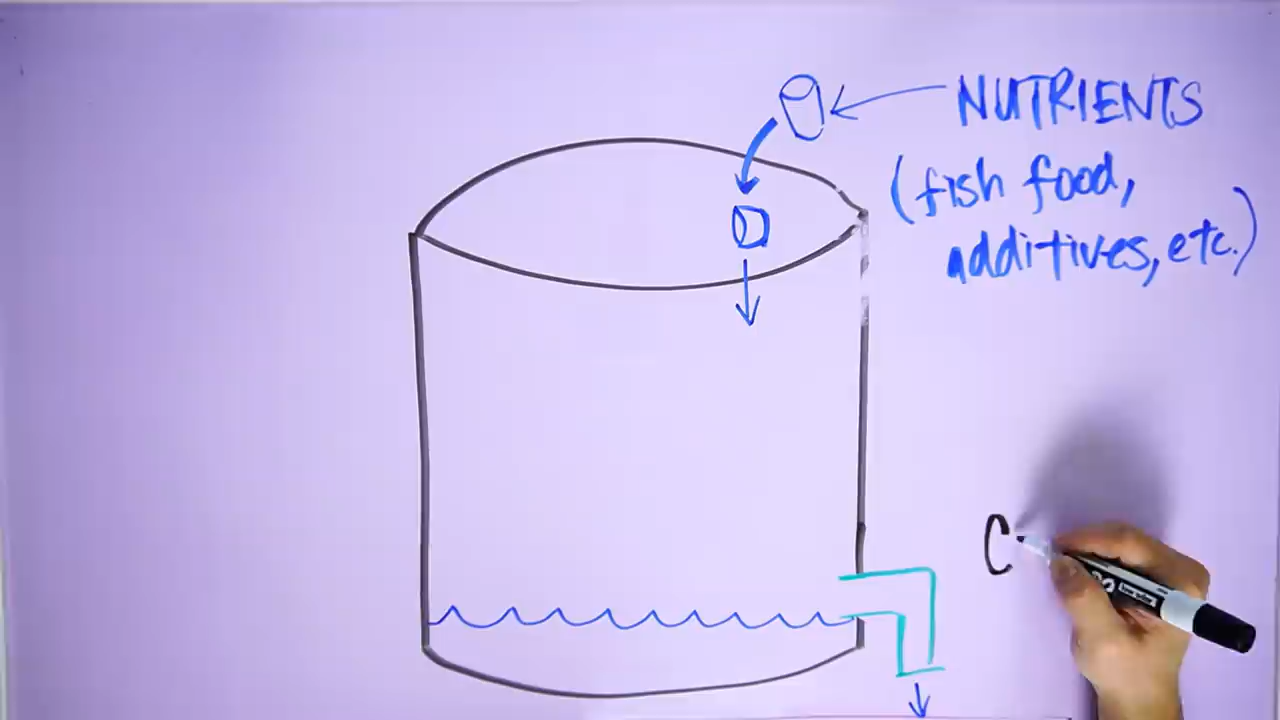 NUTRIENTS
(fish food,
additives, etc.)
C